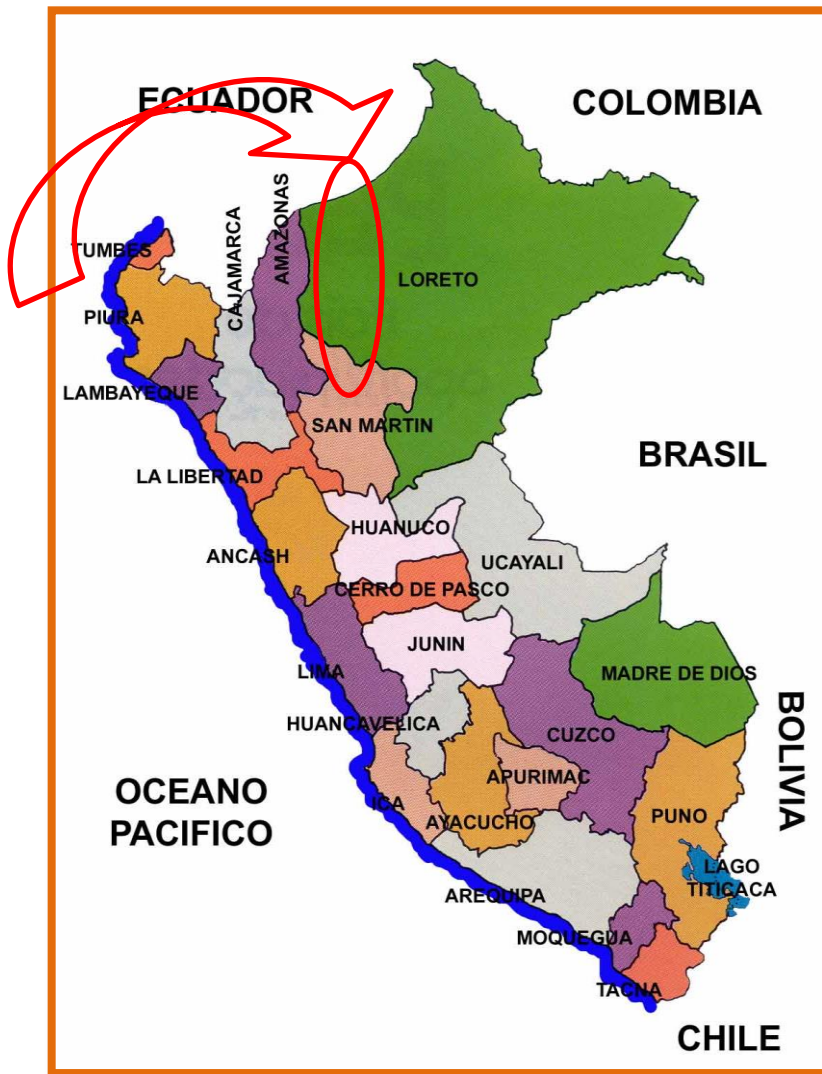 ECUADOR
COLOMBIA
TUMBES
CAJAMARCA
AMAZONAS
LORETO
PIURA
LAMBAYEQUE
SAN MARTIN
BRASIL
LA LIBERTAD
HUANUCO
ANCASH
UCAYALI
CERRO DE PASCO
JUNIN
LIMA
MADRE DE DIOS
HUANCAVELICA
CUZCO
BOLIVIA
APURIMAC
OCEANO
PACIFICO
ICA
AYACUCHO
PUNO
LAGO
TITICACA
AREQUIPA
MOQUEGUA
TACNA
CHILE